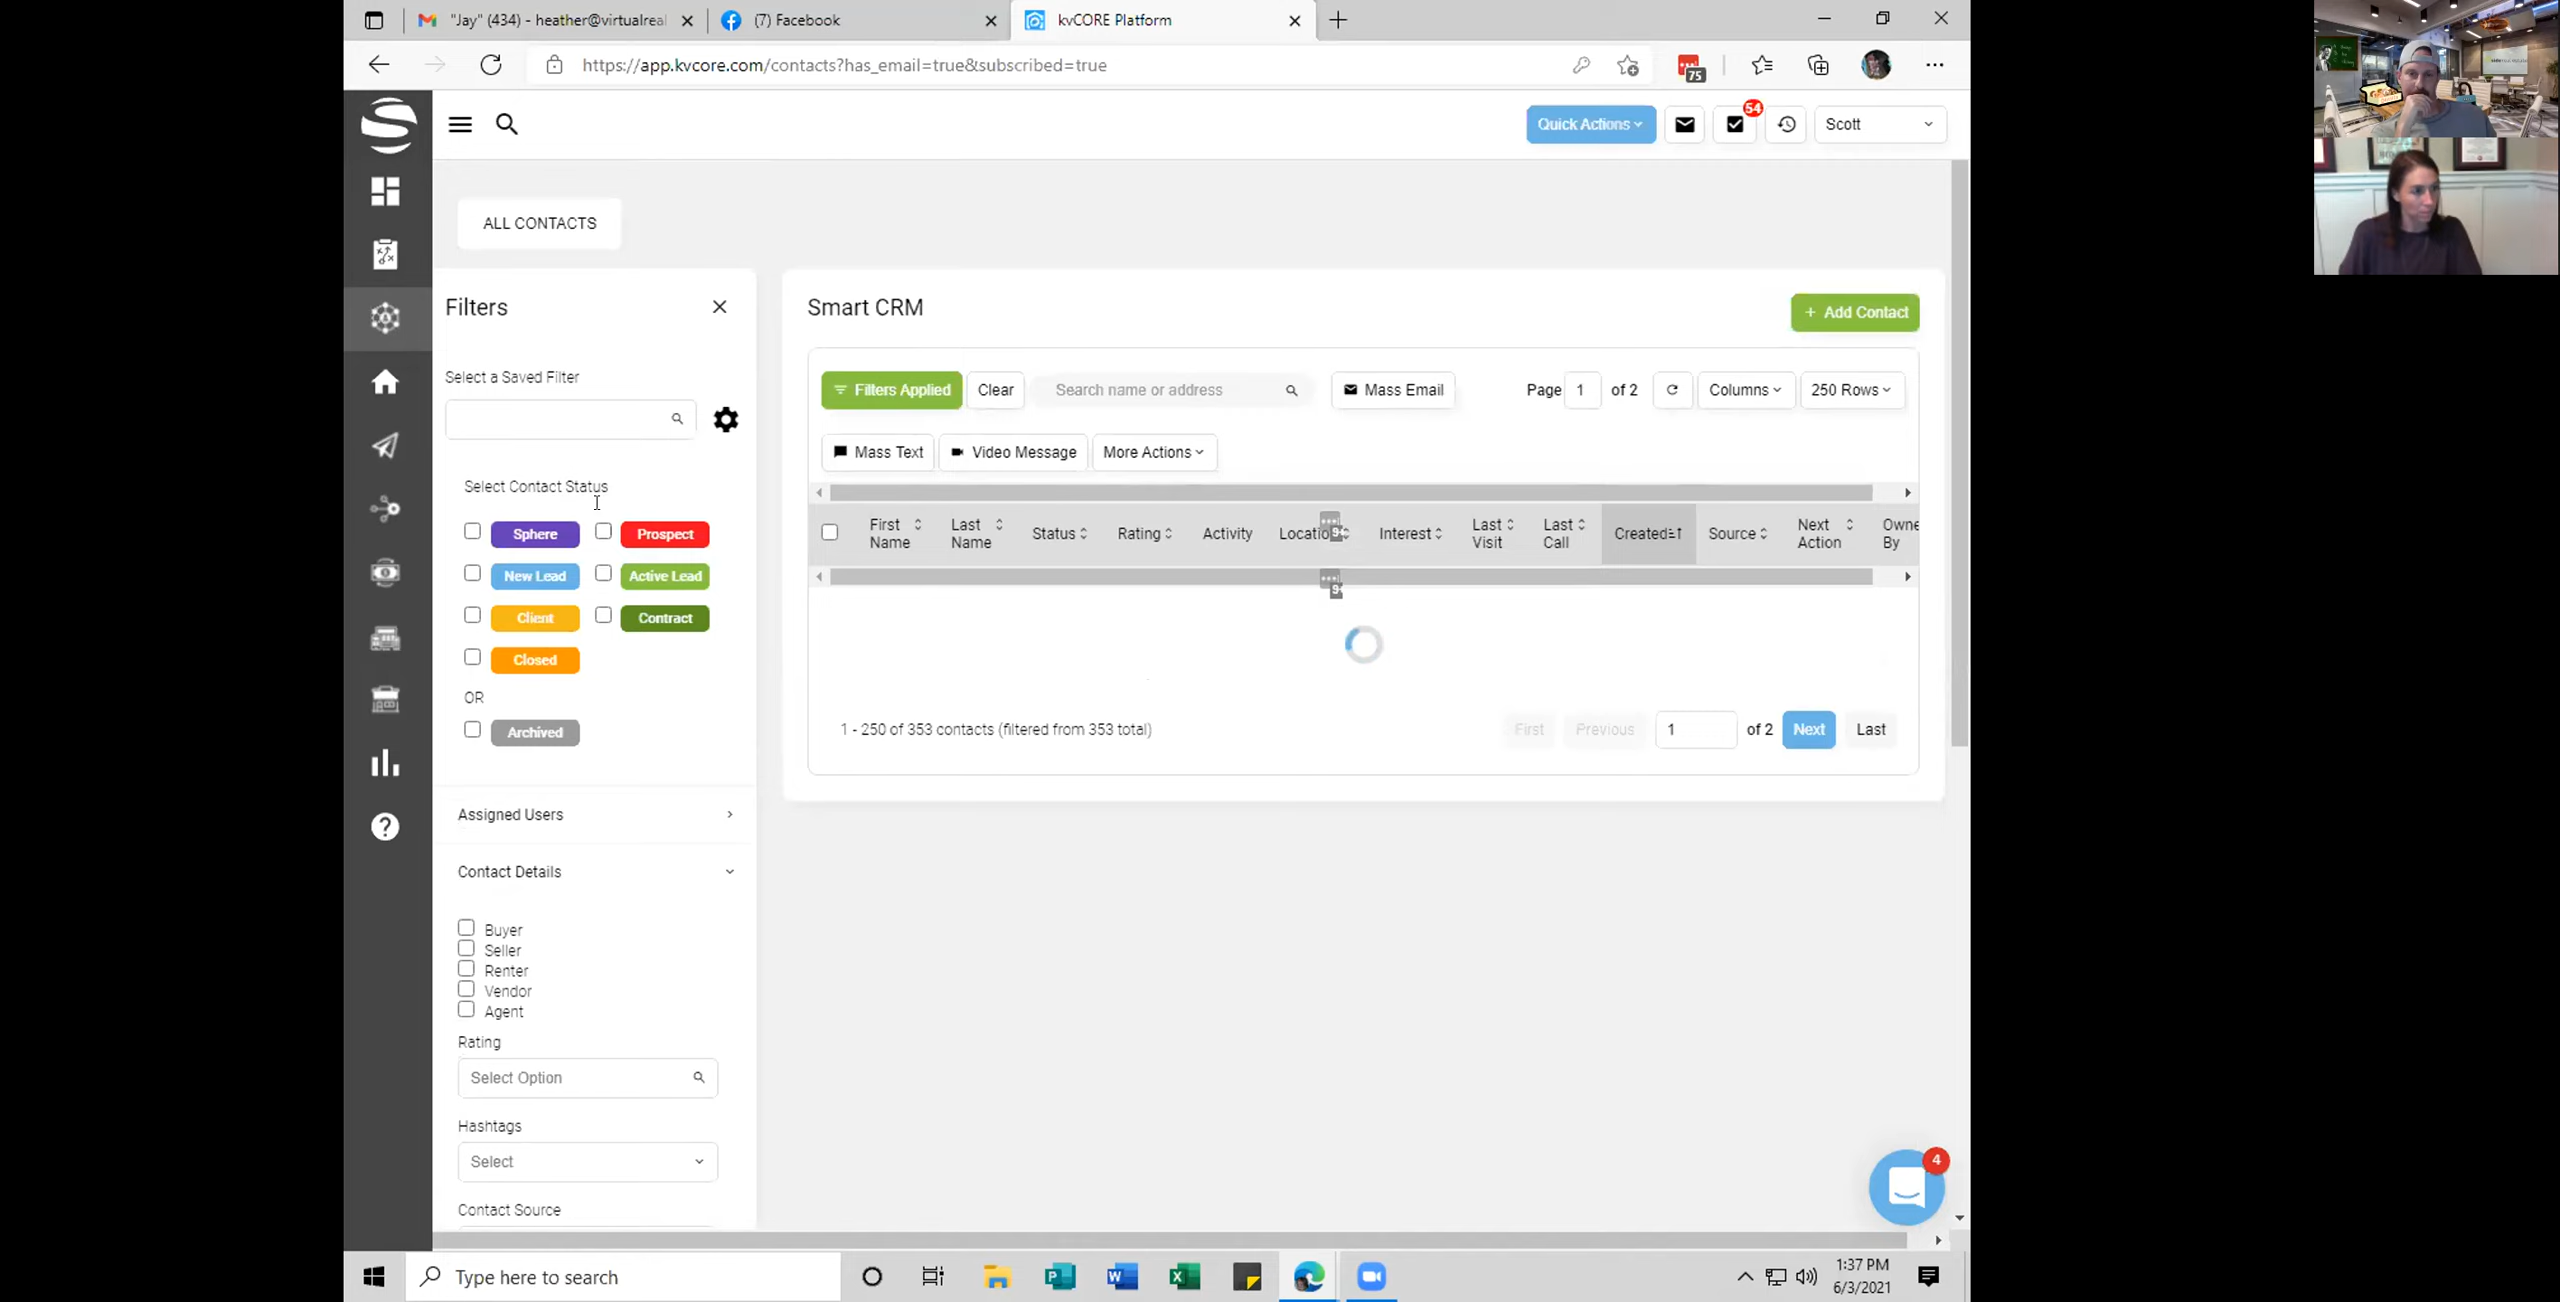 "Jay" (434) - heather@virtualreal
(7) Facebook
kvCORE Platform
https://app.kvcore.com/contacts?has_email=true&subscribed=true
75
Quick Actions
54
Scott
ALL CONTACTS
Filters
Select a Saved Filter
Select Contact Status
Sphere
Prospect
New Lead
Active Lead
Client
Contract
Closed
OR
Archived
Assigned Users
Contact Details
Buyer
Seller
Renter
Vendor
Agent
Rating
Select Option
Hashtags
Select
Contact Source
Smart CRM
+ Add Contact
Filters Applied
Clear
Search name or address
Mass Email
Page 1 of 2
Columns
250 Rows
Mass Text
Video Message
More Actions
First Name
Last Name
Status
Rating
Activity
Locatio
Interest
Last Visit
Last Call
Created
Source
Next Action
Owne By
9+
9+
1 - 250 of 353 contacts (filtered from 353 total)
First
Previous
1
of 2
Next
Last
4
Type here to search
1:37 PM
6/3/2021